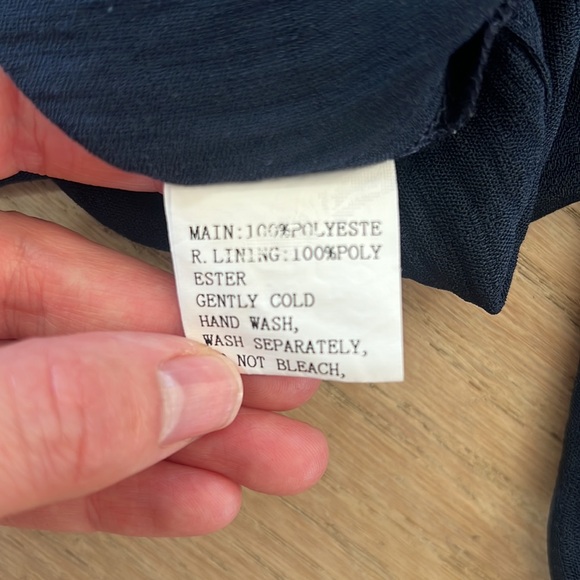 MAIN:100%POLYESTE
R.LINING:100%POLY
ESTER
GENTLY COLD
HAND WASH,
WASH SEPARATELY,
NOT BLEACH,